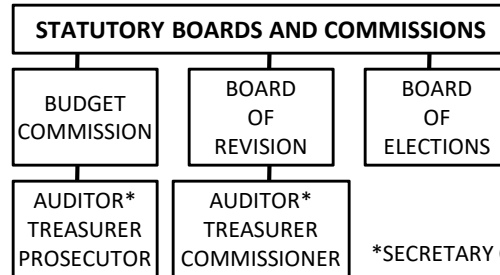 STATUTORY BOARDS AND COMMISSIONS
BUDGET
COMMISSION
BOARD
OF
REVISION
BOARD
OF
ELECTIONS
AUDITOR*
TREASURER
PROSECUTOR
AUDITOR*
TREASURER
COMMISSIONER
*SECRETARY